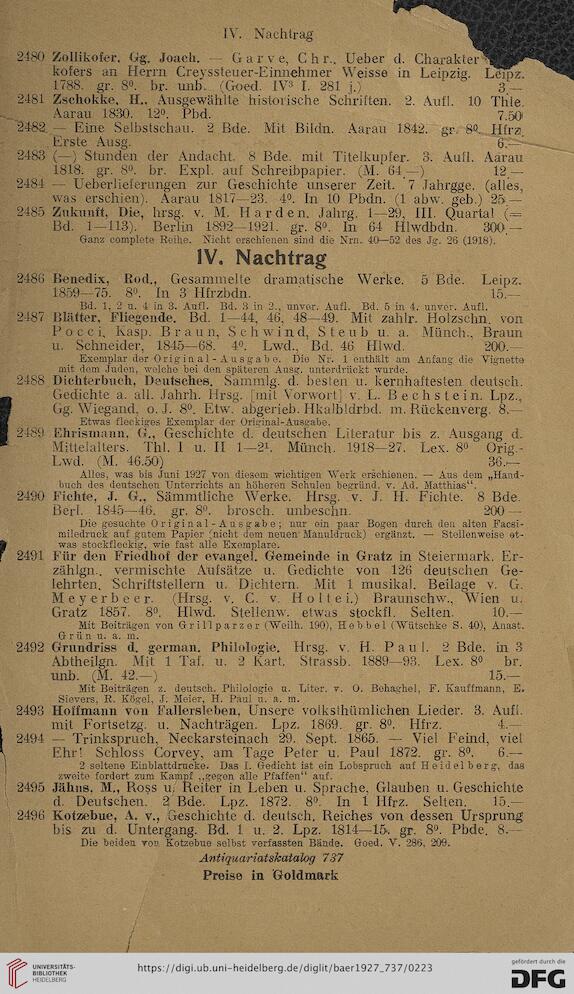 IV. Nachtrag
2480 Zollikofer, Gg. Joach. — Garve, Chr., Ueber d. Charakter
kofers an Herrn Creyssteuer-Einnehmer Weisse in Leipzig. Leipz.
1788. gr. 8⁰. br. unb. (Goed. IV³ I. 281 j.) 3.—
2481 Zschokke, H., Ausgewählte historische Schriften. 2. Aufl. 10 Thle.
Aarau 1830. 12⁰. Pbd. 7.50
2482 — Eine Selbstschau. 2 Bde. Mit Bildn. Aarau 1842. gr. 8⁰. Hfrz.
Erste Ausg. 6.—
2483 (—) Stunden der Andacht. 8 Bde. mit Titelkupfer. 3. Aufl. Aarau
1818. gr. 8⁰. br. Expl. auf Schreibpapier. (M. 64.—) 12.—
2484 — Ueberlieferungen zur Geschichte unserer Zeit. 7 Jahrgge. (alles,
was erschien). Aarau 1817—23. 4⁰. In 10 Pbdn. (1 abw. geb.) 25.—
2485 Zukunft, Die, hrsg. v. M. Harden. Jahrg. 1—29, III. Quartal (=
Bd. 1—113). Berlin 1892—1921. gr. 8⁰. In 64 Hlwdbdn. 300.—
Ganz complete Reihe. Nicht erschienen sind die Nrn. 40—52 des Jg. 26 (1918).
IV. Nachtrag
2486 Benedix, Rod., Gesammelte dramatische Werke. 5 Bde. Leipz.
1859—75. 8⁰. In 3 Hfrzbdn. 15.—
Bd. 1, 2 u. 4 in 3. Aufl. Bd. 3 in 2., unver. Aufl. Bd. 5 in 4. unver. Aufl.
2487 Blätter, Fliegende, Bd. 1—44, 46, 48—49. Mit zahlr. Holzschn. von
Pocci, Kasp. Braun, Schwind, Steub u. a. Münch., Braun
u. Schneider, 1845—68. 4⁰. Lwd., Bd. 46 Hlwd. 200.—
Exemplar der Original-Ausgabe. Die Nr. 1 enthält am Anfang die Vignette
mit dem Juden, welche bei den späteren Ausg. unterdrückt wurde.
2488 Dichterbuch, Deutsches. Sammlg. d. besten u. kernhaftesten deutsch.
Gedichte a. all. Jahrh. Hrsg. [mit Vorwort] v. L. Bechstein. Lpz.,
Gg. Wiegand, o. J. 8⁰. Etw. abgerieb. Hkalbldrbd. m. Rückenverg. 8.—
Etwas fleckiges Exemplar der Original-Ausgabe.
2489 Ehrismann, G., Geschichte d. deutschen Literatur bis z. Ausgang d.
Mittelalters. Thl. I u. II 1—2¹. Münch. 1918—27. Lex. 8⁰ Orig.-
Lwd. (M. 46.50) 36.—
Alles, was bis Juni 1927 von diesem wichtigen Werk erschienen. — Aus dem „Hand-
buch des deutschen Unterrichts an höheren Schulen begründ. v. Ad. Matthias“.
2490 Fichte, J. G., Sämmtliche Werke. Hrsg. v. J. H. Fichte. 8 Bde.
Berl. 1845—46. gr. 8⁰. brosch. unbeschn. 200 —
Die gesuchte Original-Ausgabe; nur ein paar Bogen durch den alten Facsi-
miledruck auf gutem Papier (nicht dem neuen Manuldruck) ergänzt. — Stellenweise et-
was stockfleckig, wie fast alle Exemplare.
2491 Für den Friedhof der evangel. Gemeinde in Gratz in Steiermark. Er-
zählgn., vermischte Aufsätze u. Gedichte von 126 deutschen Ge-
lehrten, Schriftstellern u. Dichtern. Mit 1 musikal. Beilage v. G.
Meyerbeer. (Hrsg. v. C. v. Holtei.) Braunschw., Wien u.
Gratz 1857. 8⁰. Hlwd. Stellenw. etwas stockfl. Selten. 10.—
Mit Beiträgen von Grillparzer (Weilh. 190), Hebbel (Wütschke S. 40), Anast.
Grün u. a. m.
2492 Grundriss d. german. Philologie. Hrsg. v. H. Paul. 2 Bde. in 3
Abtheilgn. Mit 1 Taf. u. 2 Kart. Strassb. 1889—93. Lex. 8⁰ br.
unb. (M. 42.—) 15.—
Mit Beiträgen z. deutsch. Philologie u. Liter. v. O. Behaghel, F. Kauffmann, E.
Sievers, R. Kögel, J. Meier, H. Paul u. a. m.
2493 Hoffmann von Fallersleben, Unsere volksthümlichen Lieder. 3. Aufl.
mit Fortsetzg. u. Nachträgen. Lpz. 1869. gr. 8⁰. Hfrz. 4.—
2494 — Trinkspruch, Neckarsteinach 29. Sept. 1865. — Viel Feind, viel
Ehr! Schloss Corvey, am Tage Peter u. Paul 1872. gr. 8⁰. 6.—
2 seltene Einblattdrucke. Das I. Gedicht ist ein Lobspruch auf Heidelberg, das
zweite fordert zum Kampf „gegen alle Pfaffen“ auf.
2495 Jähns, M., Ross u. Reiter in Leben u. Sprache, Glauben u. Geschichte
d. Deutschen. 2 Bde. Lpz. 1872. 8⁰. In 1 Hfrz. Selten. 15.—
2496 Kotzebue, A. v., Geschichte d. deutsch. Reiches von dessen Ursprung
bis zu d. Untergang. Bd. 1 u. 2. Lpz. 1814—15. gr. 8⁰. Pbde. 8.—
Die beiden von Kotzebue selbst verfassten Bände. Goed. V. 286, 209.
Antiquariatskatalog 737
Preise in Goldmark
UNIVERSITÄTS-
BIBLIOTHEK
HEIDELBERG
https://digi.ub.uni-heidelberg.de/diglit/baer1927_737/0223
gefördert durch die
DFG